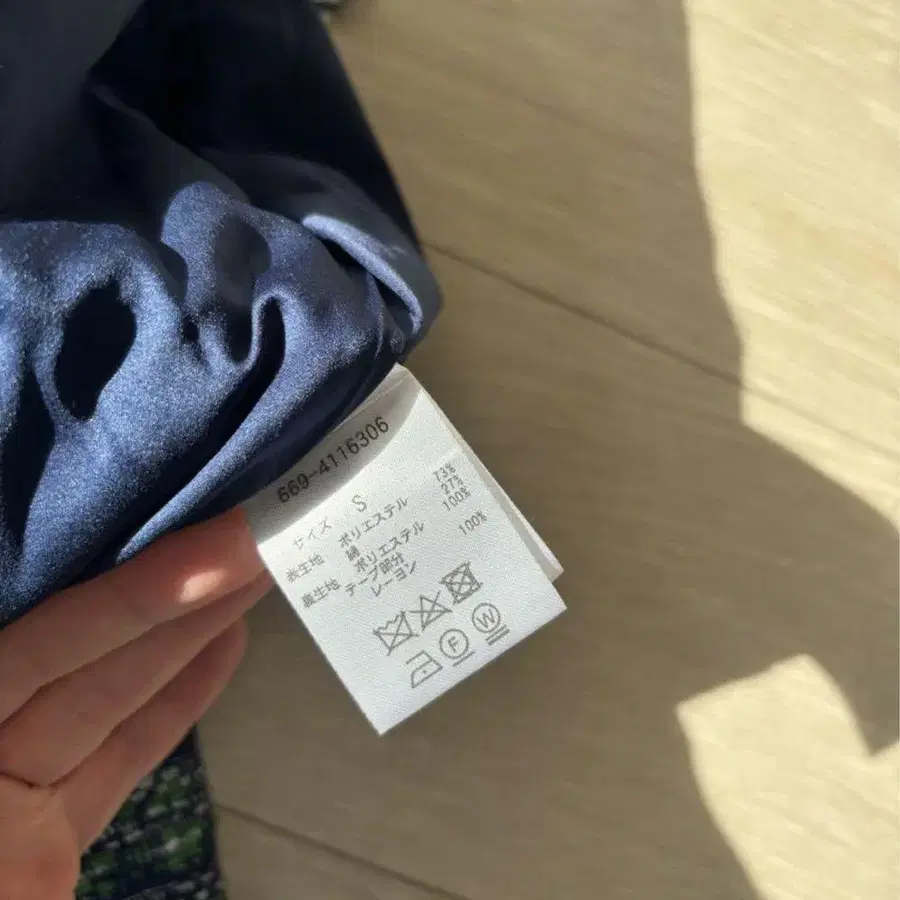 669-4116306
サイズ S
表生地 ポリエステル 73%
綿 27%
裏生地 ポリエステル 100%
テープ部分
レーヨン 100%
F W